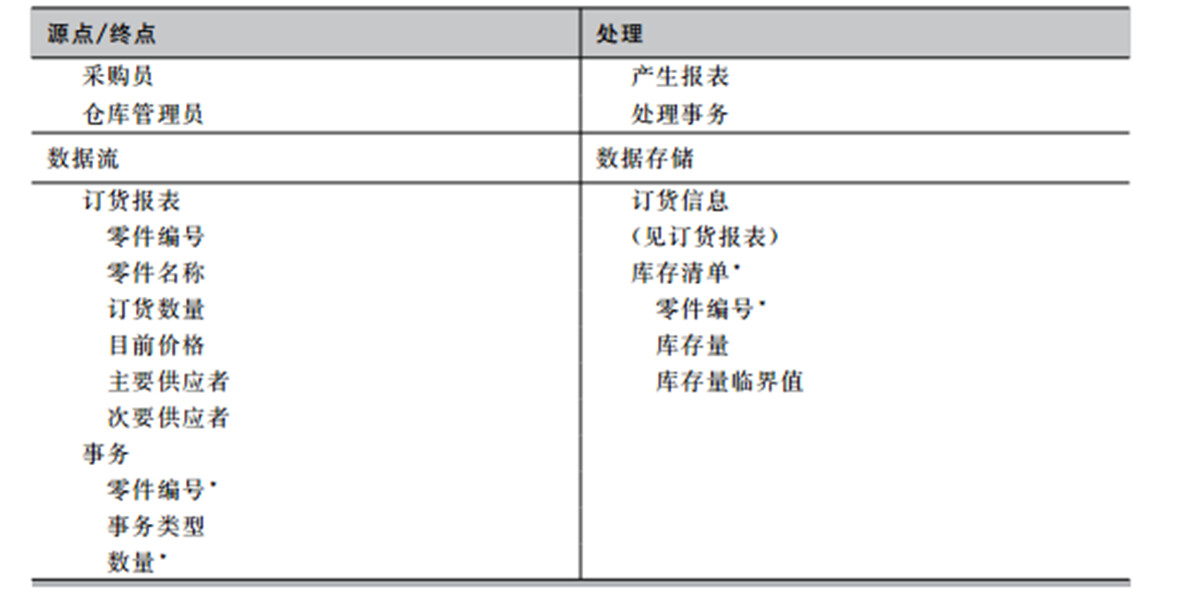 源点/终点
处理
采购员
产生报表
仓库管理员
处理事务
数据流
数据存储
订货报表
订货信息
零件编号
（见订货报表）
零件名称
库存清单*
订货数量
零件编号*
目前价格
库存量
主要供应者
库存量临界值
次要供应者
事务
零件编号*
事务类型
数量*